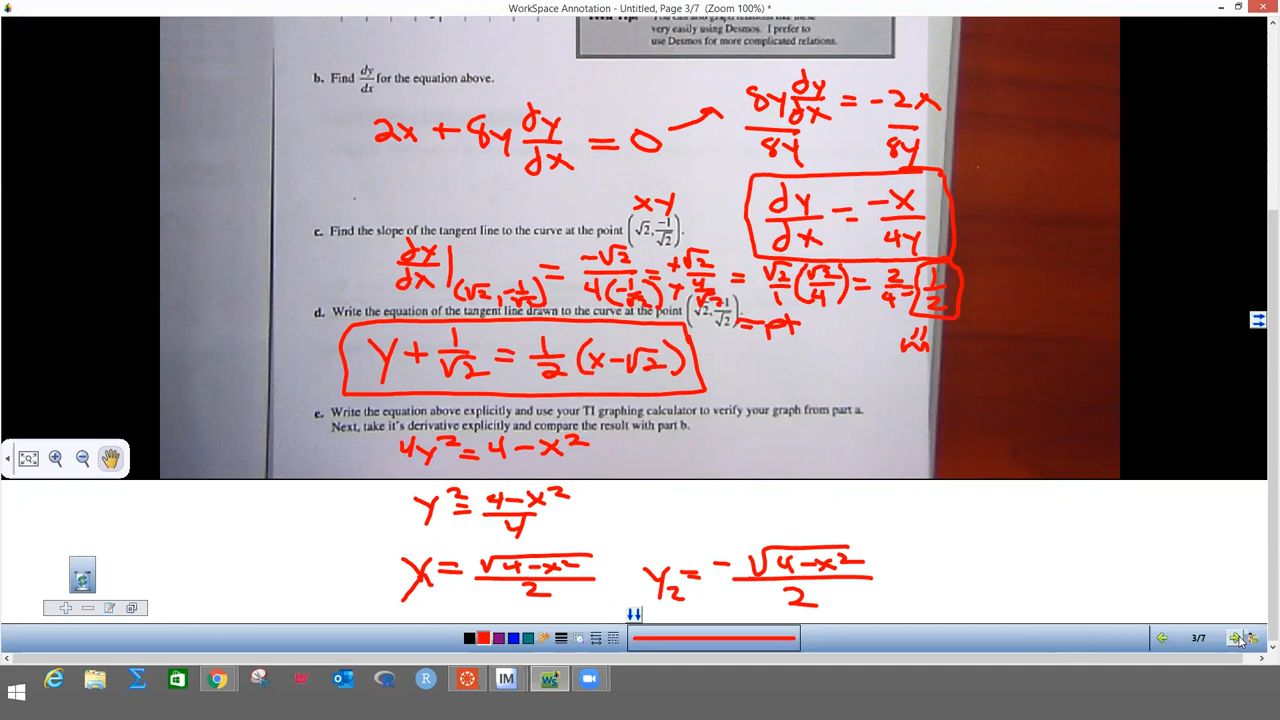 WorkSpace Annotation - Untitled, Page 3/7 (Zoom 100%) *
very easily using Desmos. I prefer to
use Desmos for more complicated relations.
b. Find dy/dx for the equation above.
2x + 8y dy/dx = 0
8y dy/dx = -2x
8y 8y
dy/dx = -x/4y
x y
c. Find the slope of the tangent line to the curve at the point (√2, -1/√2).
dy/dx |(√2, -1/√2) = -√2/4(-1/√2) = +√2/+4/√2 = √2/1 (√2/4) = 2/4 = 1/2
d. Write the equation of the tangent line drawn to the curve at the point (√2, -1/√2).
= pt
m
y + 1/√2 = 1/2 (x - √2)
e. Write the equation above explicitly and use your TI graphing calculator to verify your graph from part a.
Next, take it's derivative explicitly and compare the result with part b.
4y² = 4 - x²
y² = 4-x²/4
y = √4-x²/2 y₂ = -√4-x²/2
3/7
IM